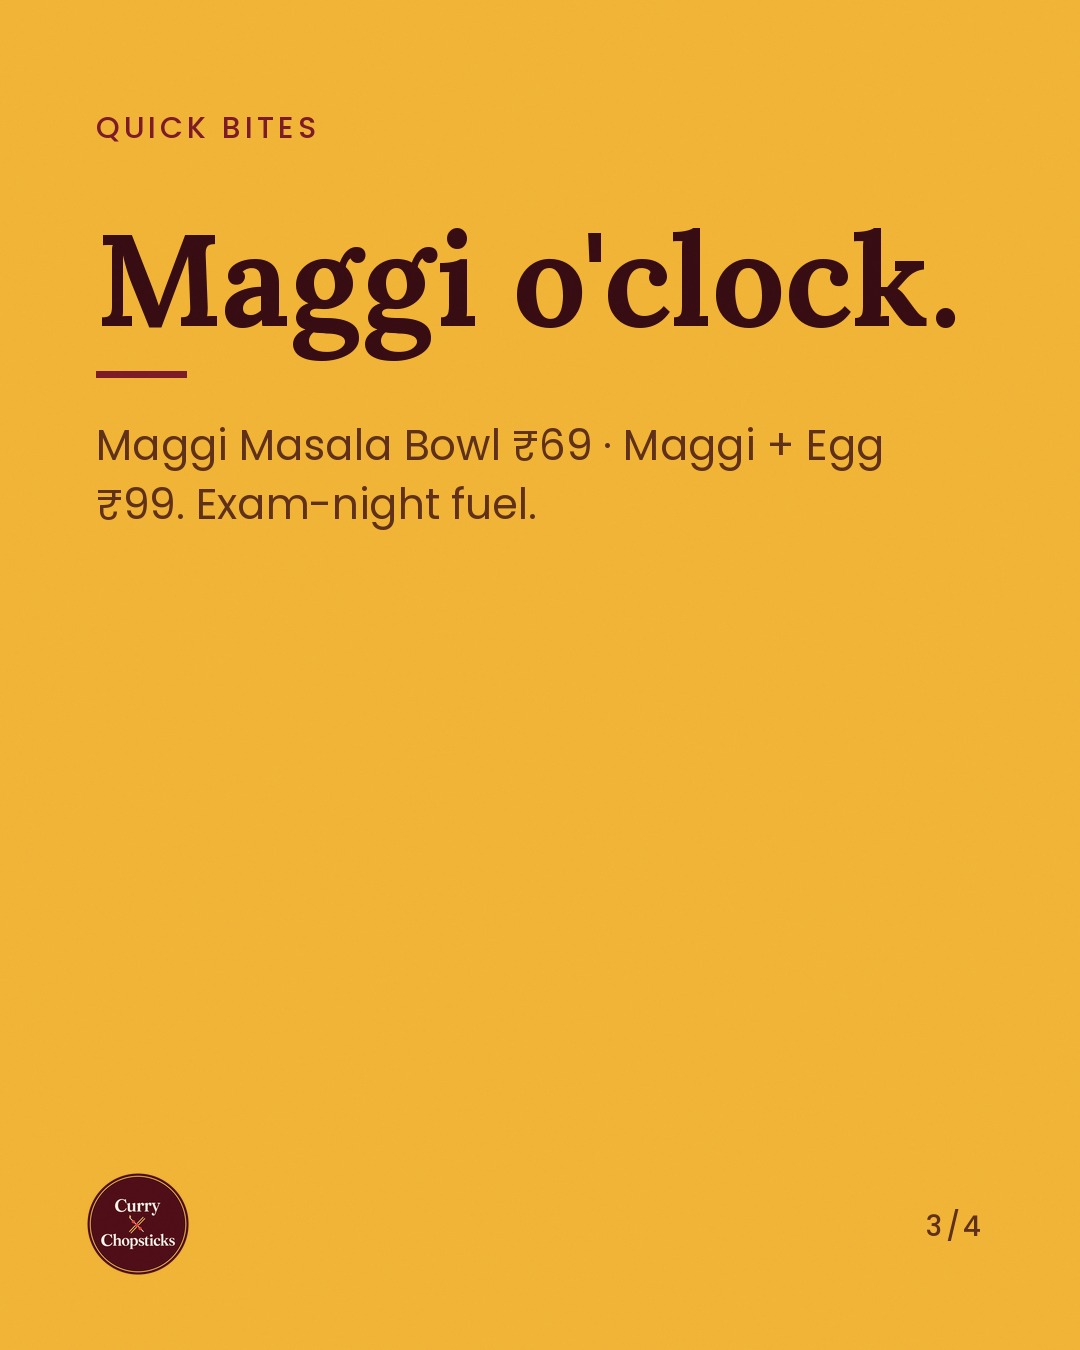 QUICK BITES
Maggi o'clock.
Maggi Masala Bowl ₹69 · Maggi + Egg
₹99. Exam-night fuel.
Curry
Chopsticks
3/4